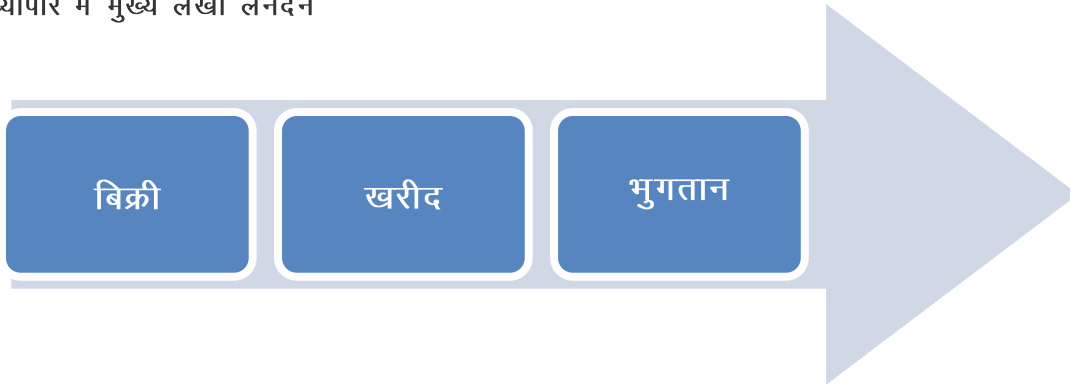 व्यापार में मुख्य लेखा लेनदेन
बिक्री
खरीद
भुगतान